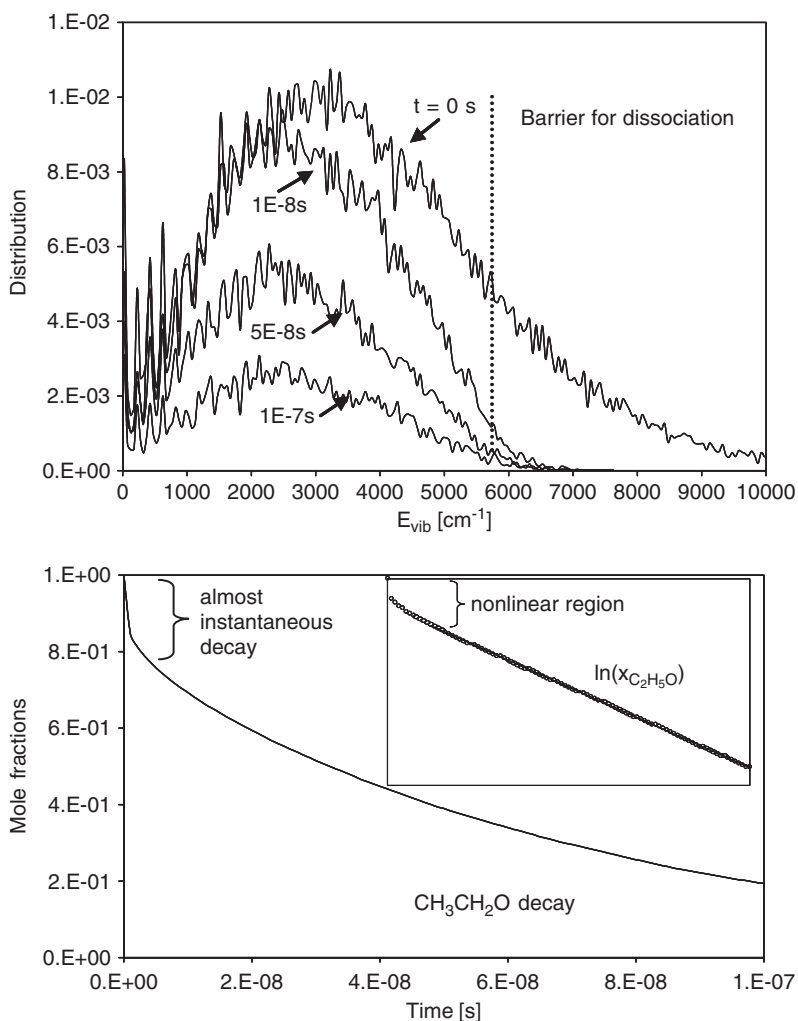 1.E-02
1.E-02
8.E-03
6.E-03
4.E-03
2.E-03
0.E+00
Distribution
t = 0 s
Barrier for dissociation
1E-8s
5E-8s
1E-7s
0 1000 2000 3000 4000 5000 6000 7000 8000 9000 10000
E_vib [cm⁻¹]
1.E+00
8.E-01
6.E-01
4.E-01
2.E-01
0.E+00
Mole fractions
almost
instantaneous
decay
nonlinear region
ln(x_C₂H₅O)
CH₃CH₂O decay
0.E+00 2.E-08 4.E-08 6.E-08 8.E-08 1.E-07
Time [s]